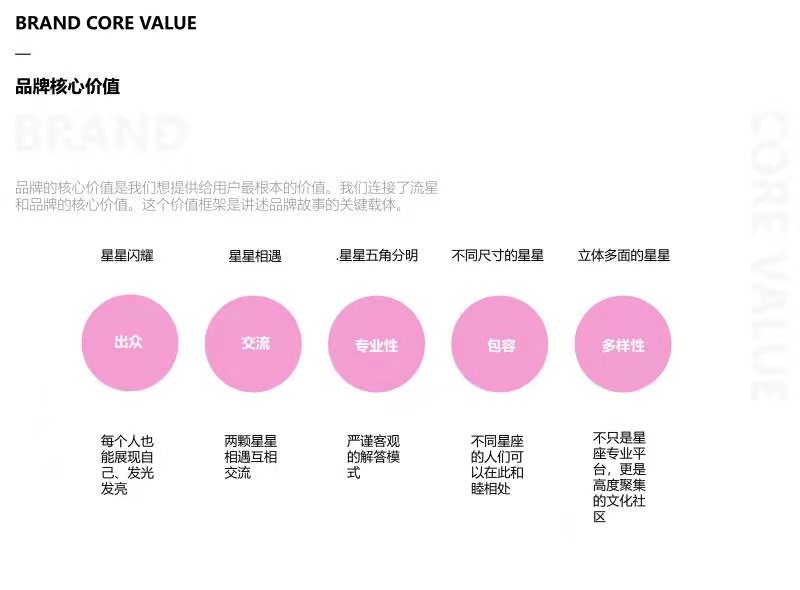 BRAND CORE VALUE
—
品牌核心价值
BRAND
品牌的核心价值是我们想提供给用户最根本的价值。我们连接了流星
和品牌的核心价值。这个价值框架是讲述品牌故事的关键载体。
CORE VALUE
星星闪耀
星星相遇
.星星五角分明
不同尺寸的星星
立体多面的星星
出众
交流
专业性
包容
多样性
每个人也
能展现自
己、发光
发亮
两颗星星
相遇互相
交流
严谨客观
的解答模
式
不同星座
的人们可
以在此和
睦相处
不只是星
座专业平
台，更是
高度聚集
的文化社
区